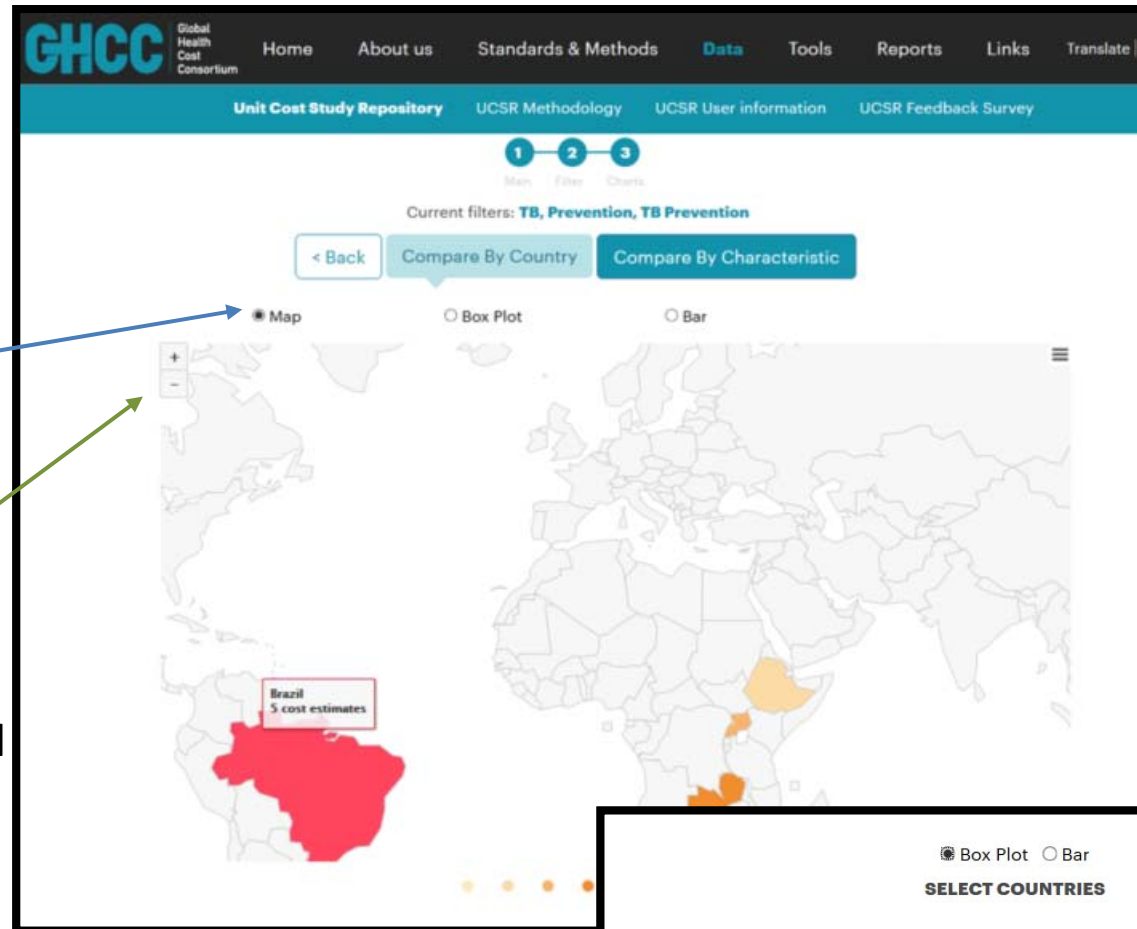 GHCC Global Health Cost Consortium
Home About us Standards & Methods Data Tools Reports Links Translate
Unit Cost Study Repository UCSR Methodology UCSR User information UCSR Feedback Survey
1 2 3
Main Filter Charts
Current filters: TB, Prevention, TB Prevention
< Back Compare By Country Compare By Characteristic
Map Box Plot Bar
+
-
Brazil
5 cost estimates
Box Plot Bar
SELECT COUNTRIES